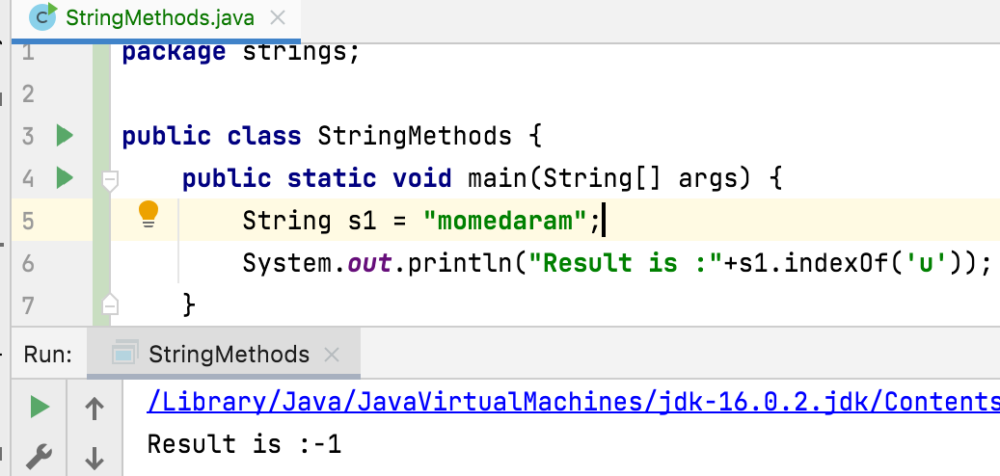 StringMethods.java
1 package strings;
2
3 public class StringMethods {
4 public static void main(String[] args) {
5 String s1 = "momedaram";
6 System.out.println("Result is :"+s1.indexOf('u'));
7 }
Run: StringMethods
/Library/Java/JavaVirtualMachines/jdk-16.0.2.jdk/Contents
Result is :-1